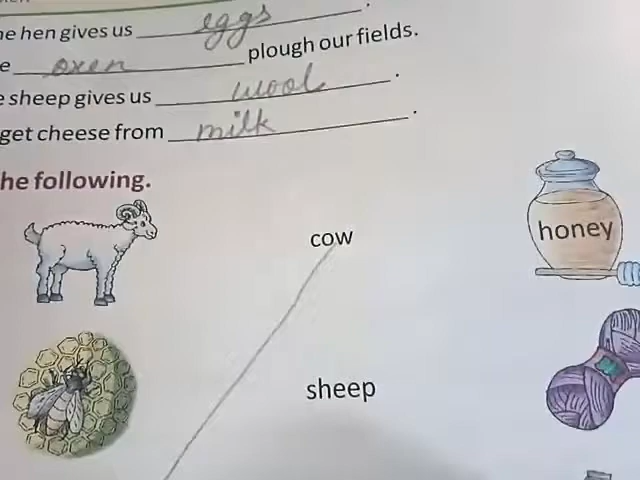 he hen gives us eggs.
e oxen plough our fields.
e sheep gives us wool.
get cheese from milk.
he following.
cow
honey
sheep